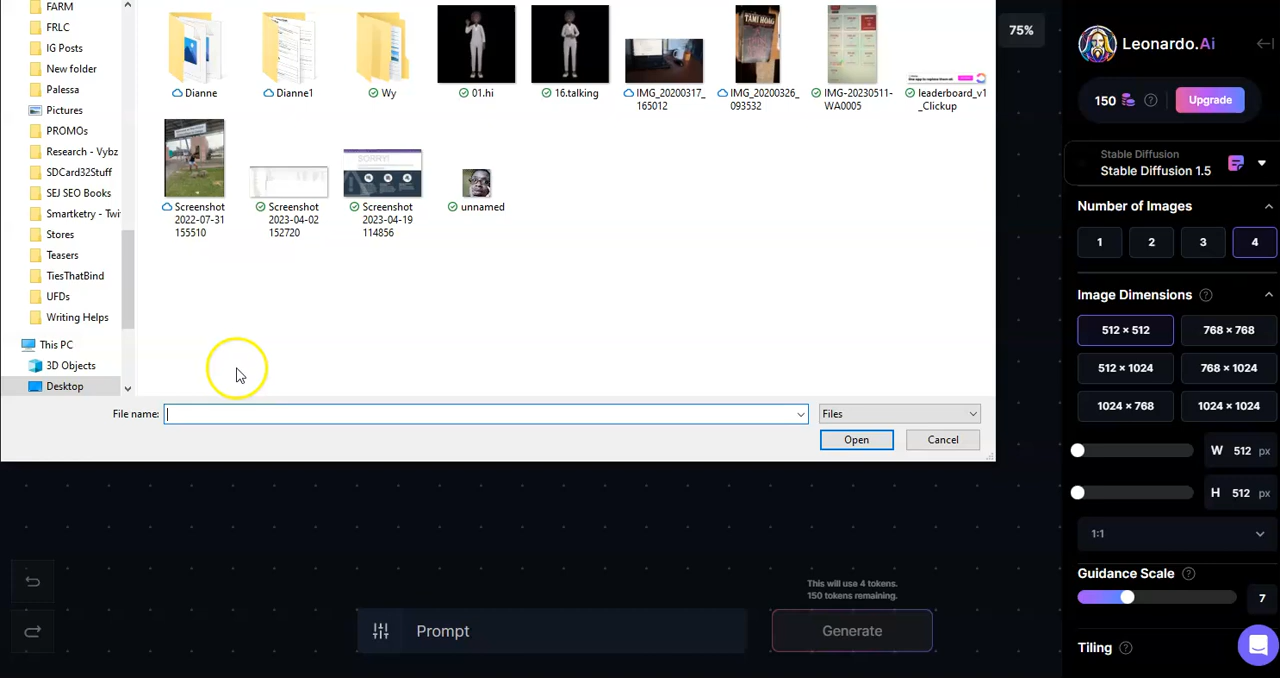 FARM
FRLC
IG Posts
New folder
Palessa
Pictures
PROMOs
Research - Vybz
SDCard32Stuff
SEJ SEO Books
Smartketry - Twi
Stores
Teasers
TiesThatBind
UFDs
Writing Helps
This PC
3D Objects
Desktop
Dianne
Dianne1
Wy
01.hi
16.talking
IMG_20200317_
165012
IMG_20200326_
093532
IMG-20230511-
WA0005
leaderboard_v1
_Clickup
TAMI HOAG
SORRY!
Screenshot
2022-07-31
155510
Screenshot
2023-04-02
152720
Screenshot
2023-04-19
114856
unnamed
File name:
Files
Open
Cancel
75%
This will use 4 tokens.
150 tokens remaining.
Prompt
Generate
Leonardo.Ai
150
Upgrade
Stable Diffusion
Stable Diffusion 1.5
Number of Images
1 2 3 4
Image Dimensions
512 × 512 768 × 768
512 × 1024 768 × 1024
1024 × 768 1024 × 1024
W 512 px
H 512 px
1:1
Guidance Scale
7
Tiling